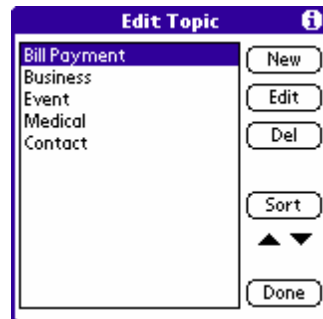 Edit Topic
i
Bill Payment
Business
Event
Medical
Contact
New
Edit
Del
Sort
Done